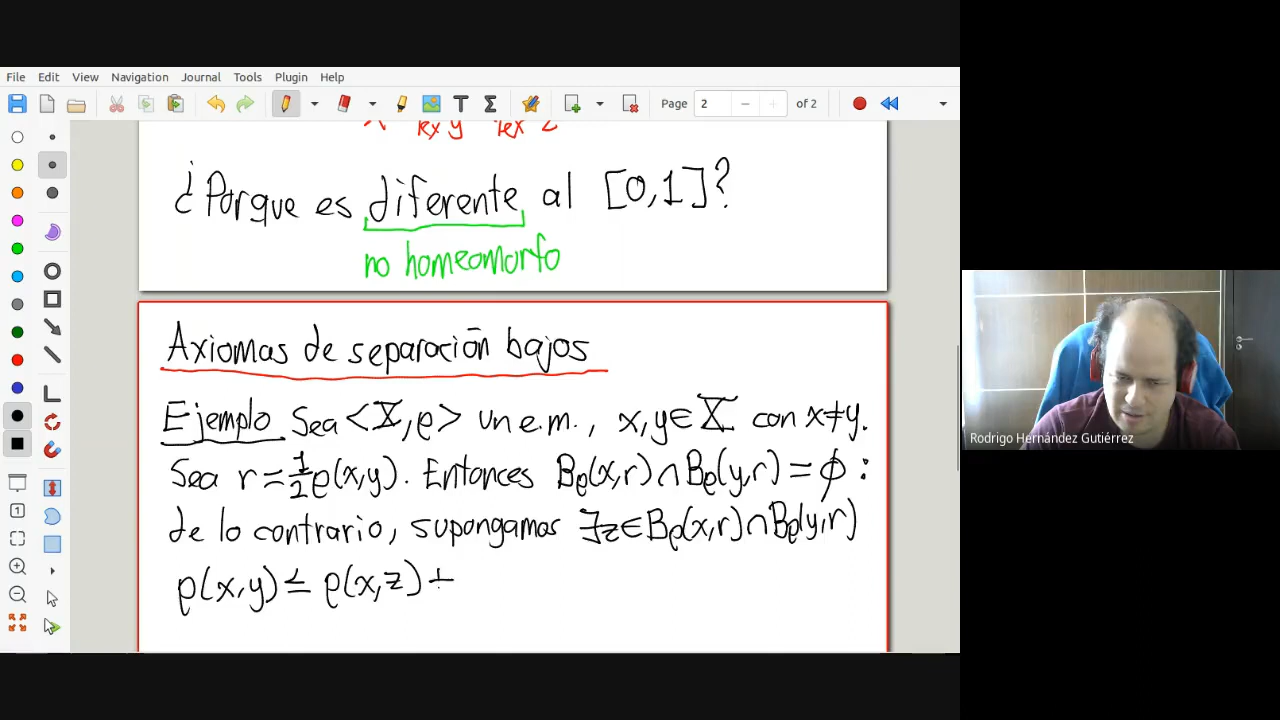 File Edit View Navigation Journal Tools Plugin Help
Page 2 of 2
lex y lex z
¿Porque es diferente al [0,1]?
no homeomorfo
Axiomas de separación bajos
Ejemplo Sea <X,ρ> un e.m., x,y∈X con x≠y.
Sea r=½ρ(x,y). Entonces Bρ(x,r)∩Bρ(y,r)=∅:
de lo contrario, supongamos ∃z∈Bρ(x,r)∩Bρ(y,r)
ρ(x,y)≤ρ(x,z)+
Rodrigo Hernández Gutiérrez